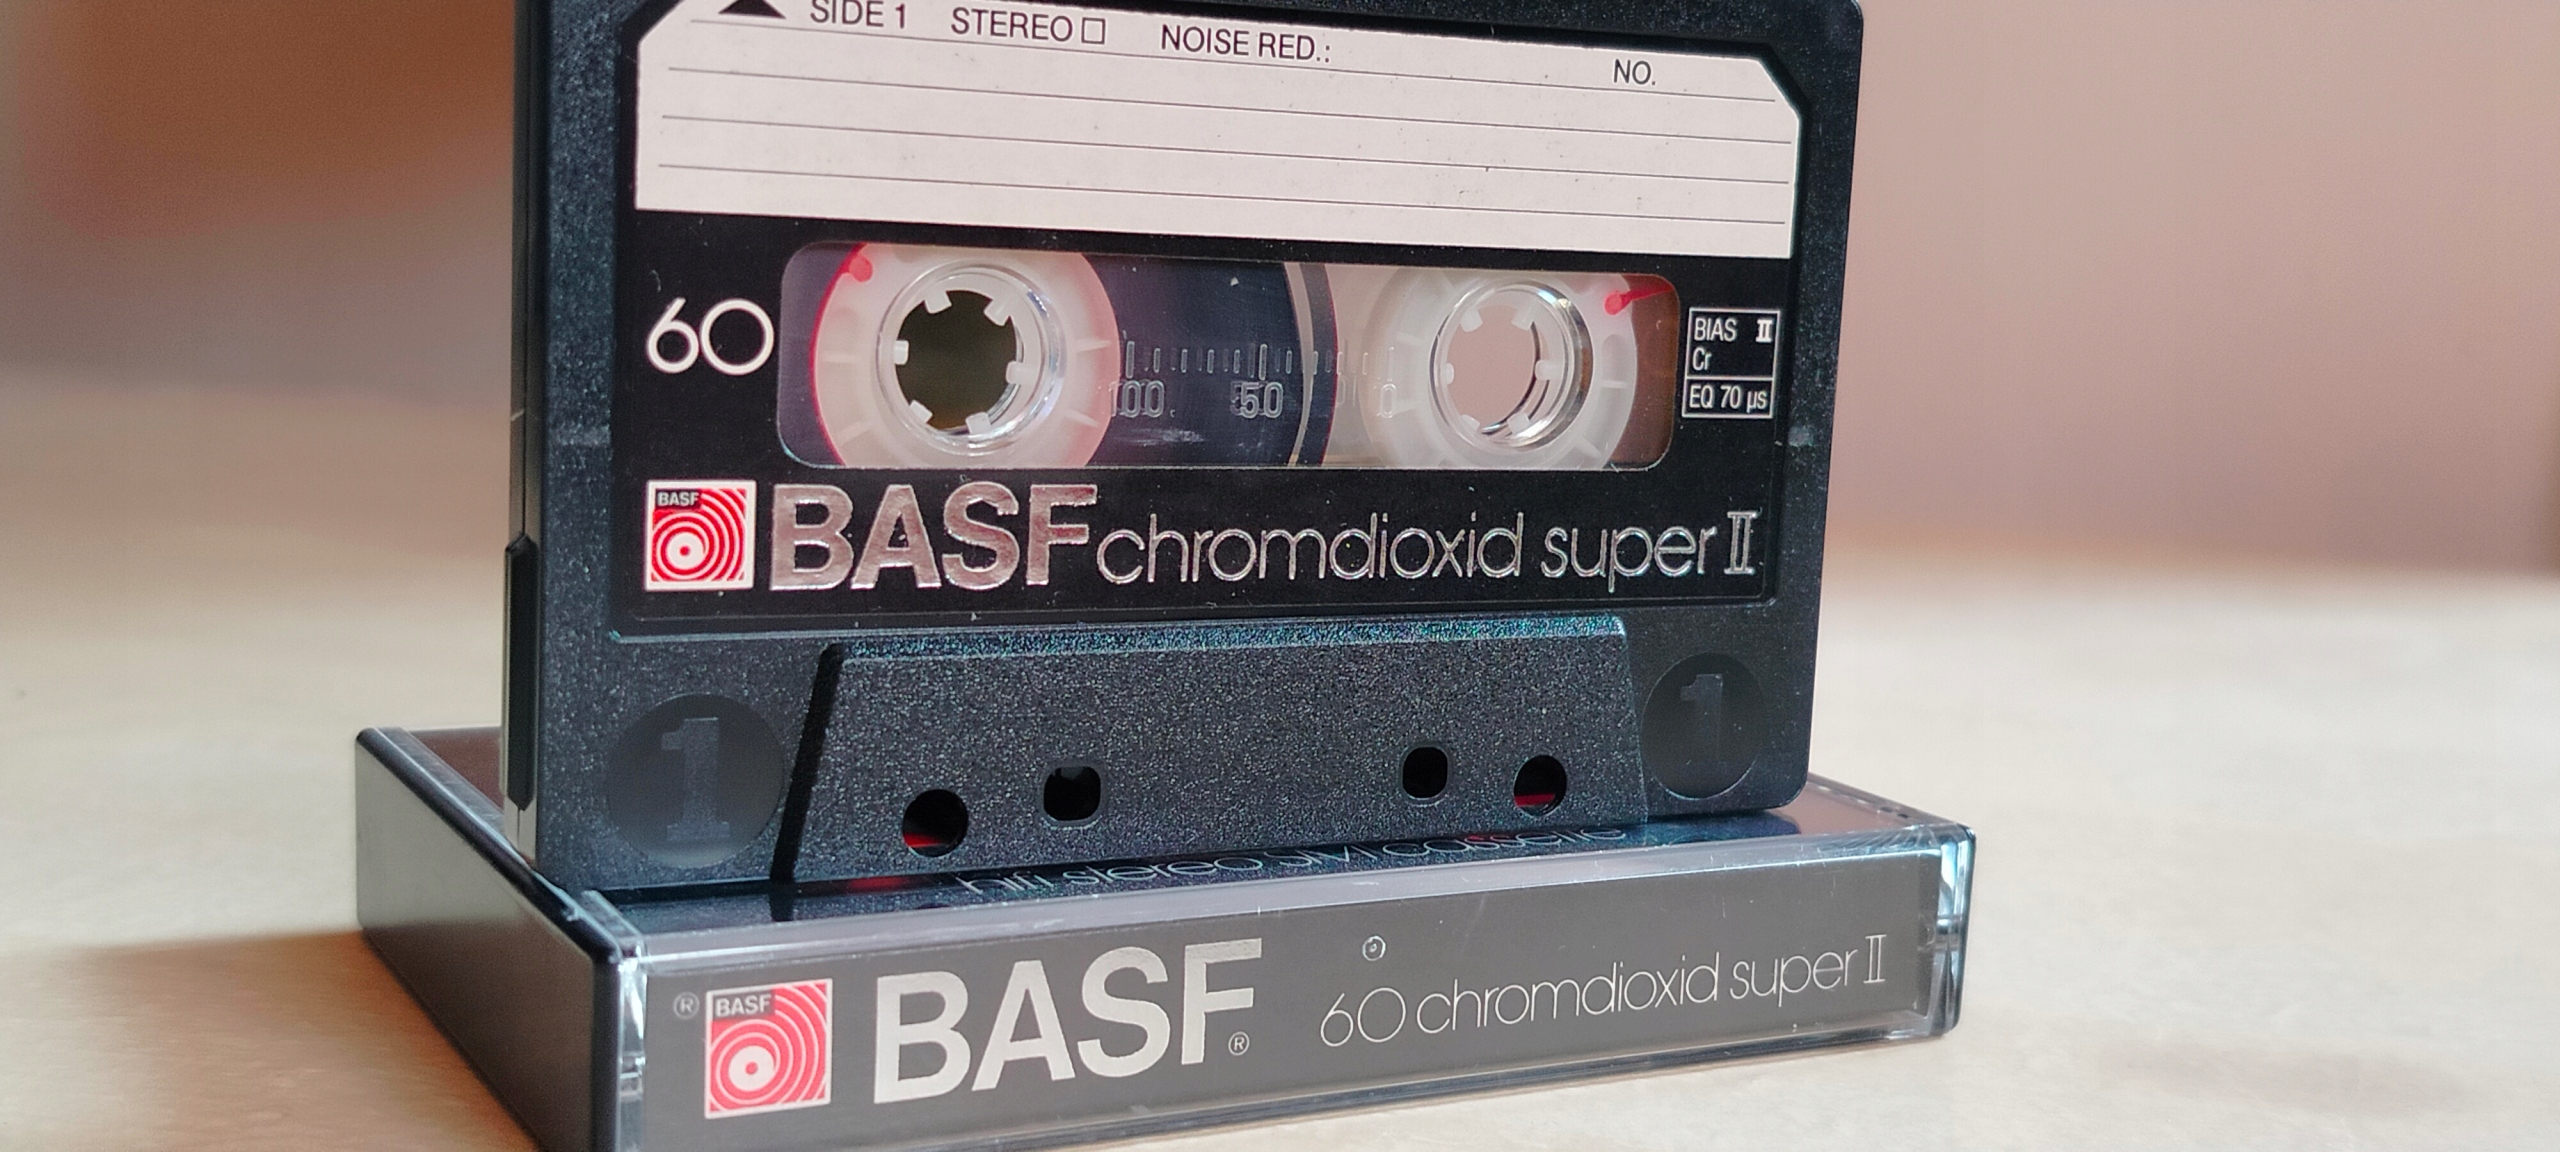 SIDE 1 STEREO NOISE RED.: NO.
60
100 50 0
BIAS II
Cr
EQ 70 µs
BASF
BASF chromdioxid super II
1 1
hifi stereo SM cassette
® BASF
BASF® 60 chromdioxid super II